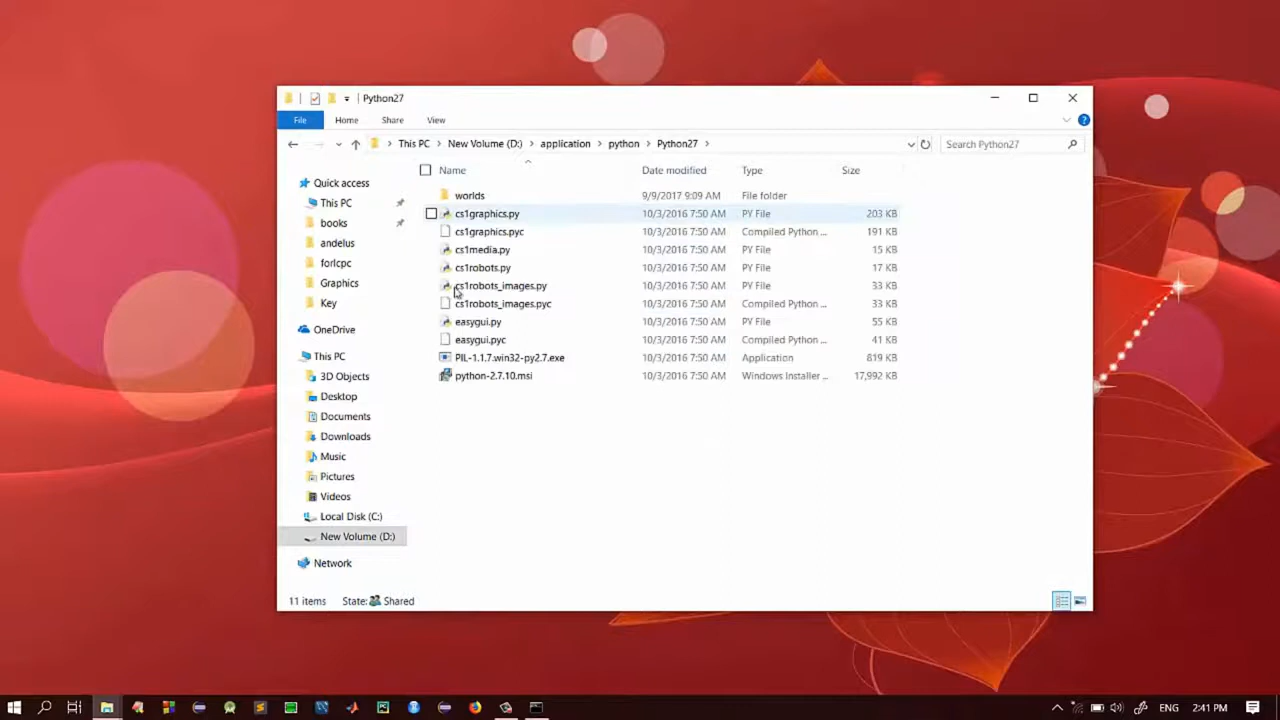 Python27
File Home Share View
This PC New Volume (D:) application python Python27 Search Python27
Name Date modified Type Size
Quick access
This PC
books
andelus
forIcpc
Graphics
Key
OneDrive
This PC
3D Objects
Desktop
Documents
Downloads
Music
Pictures
Videos
Local Disk (C:)
New Volume (D:)
Network
worlds 9/9/2017 9:09 AM File folder
cs1graphics.py 10/3/2016 7:50 AM PY File 203 KB
cs1graphics.pyc 10/3/2016 7:50 AM Compiled Python ... 191 KB
cs1media.py 10/3/2016 7:50 AM PY File 15 KB
cs1robots.py 10/3/2016 7:50 AM PY File 17 KB
cs1robots_images.py 10/3/2016 7:50 AM PY File 33 KB
cs1robots_images.pyc 10/3/2016 7:50 AM Compiled Python ... 33 KB
easygui.py 10/3/2016 7:50 AM PY File 55 KB
easygui.pyc 10/3/2016 7:50 AM Compiled Python ... 41 KB
PIL-1.1.7.win32-py2.7.exe 10/3/2016 7:50 AM Application 819 KB
python-2.7.10.msi 10/3/2016 7:50 AM Windows Installer ... 17,992 KB
11 items State: Shared
ENG 2:41 PM